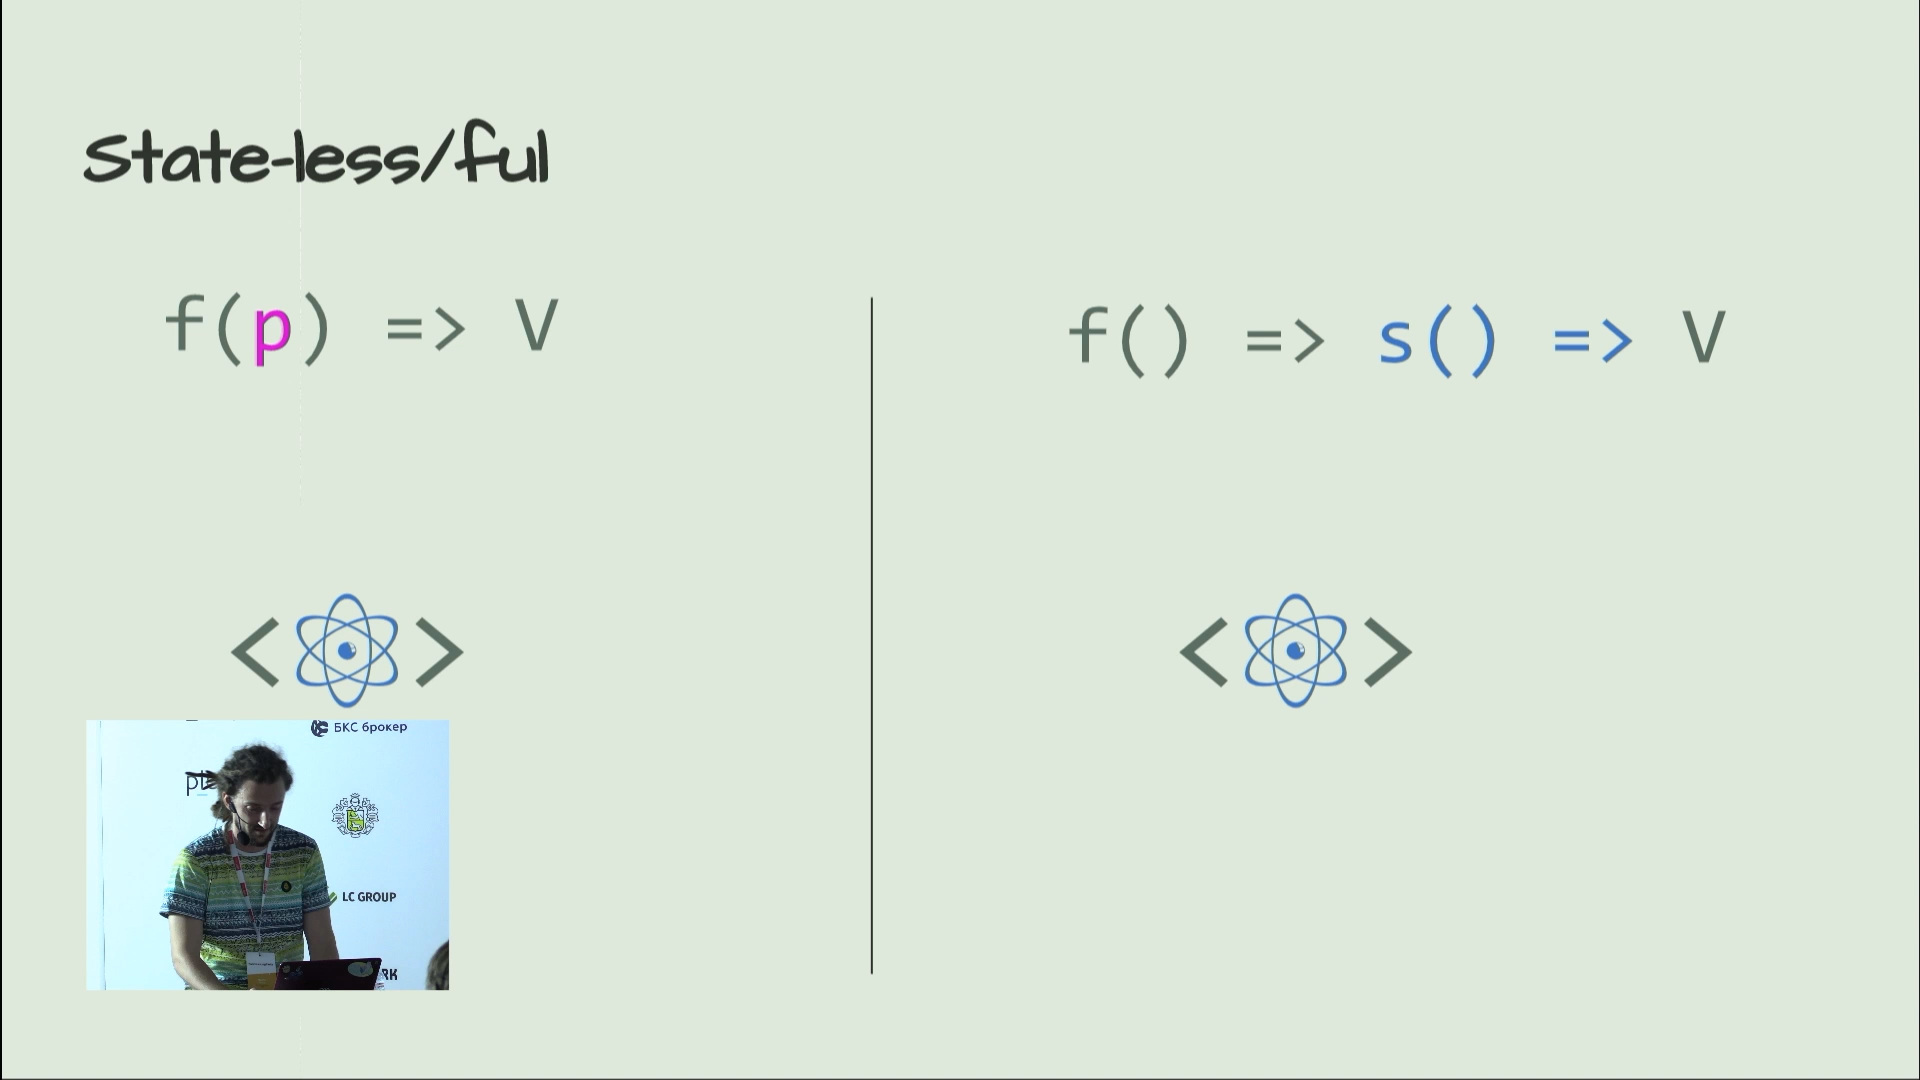 State-less/ful
f(p) => V
f() => s() => V
< >
< >
БКС брокер
LC GROUP